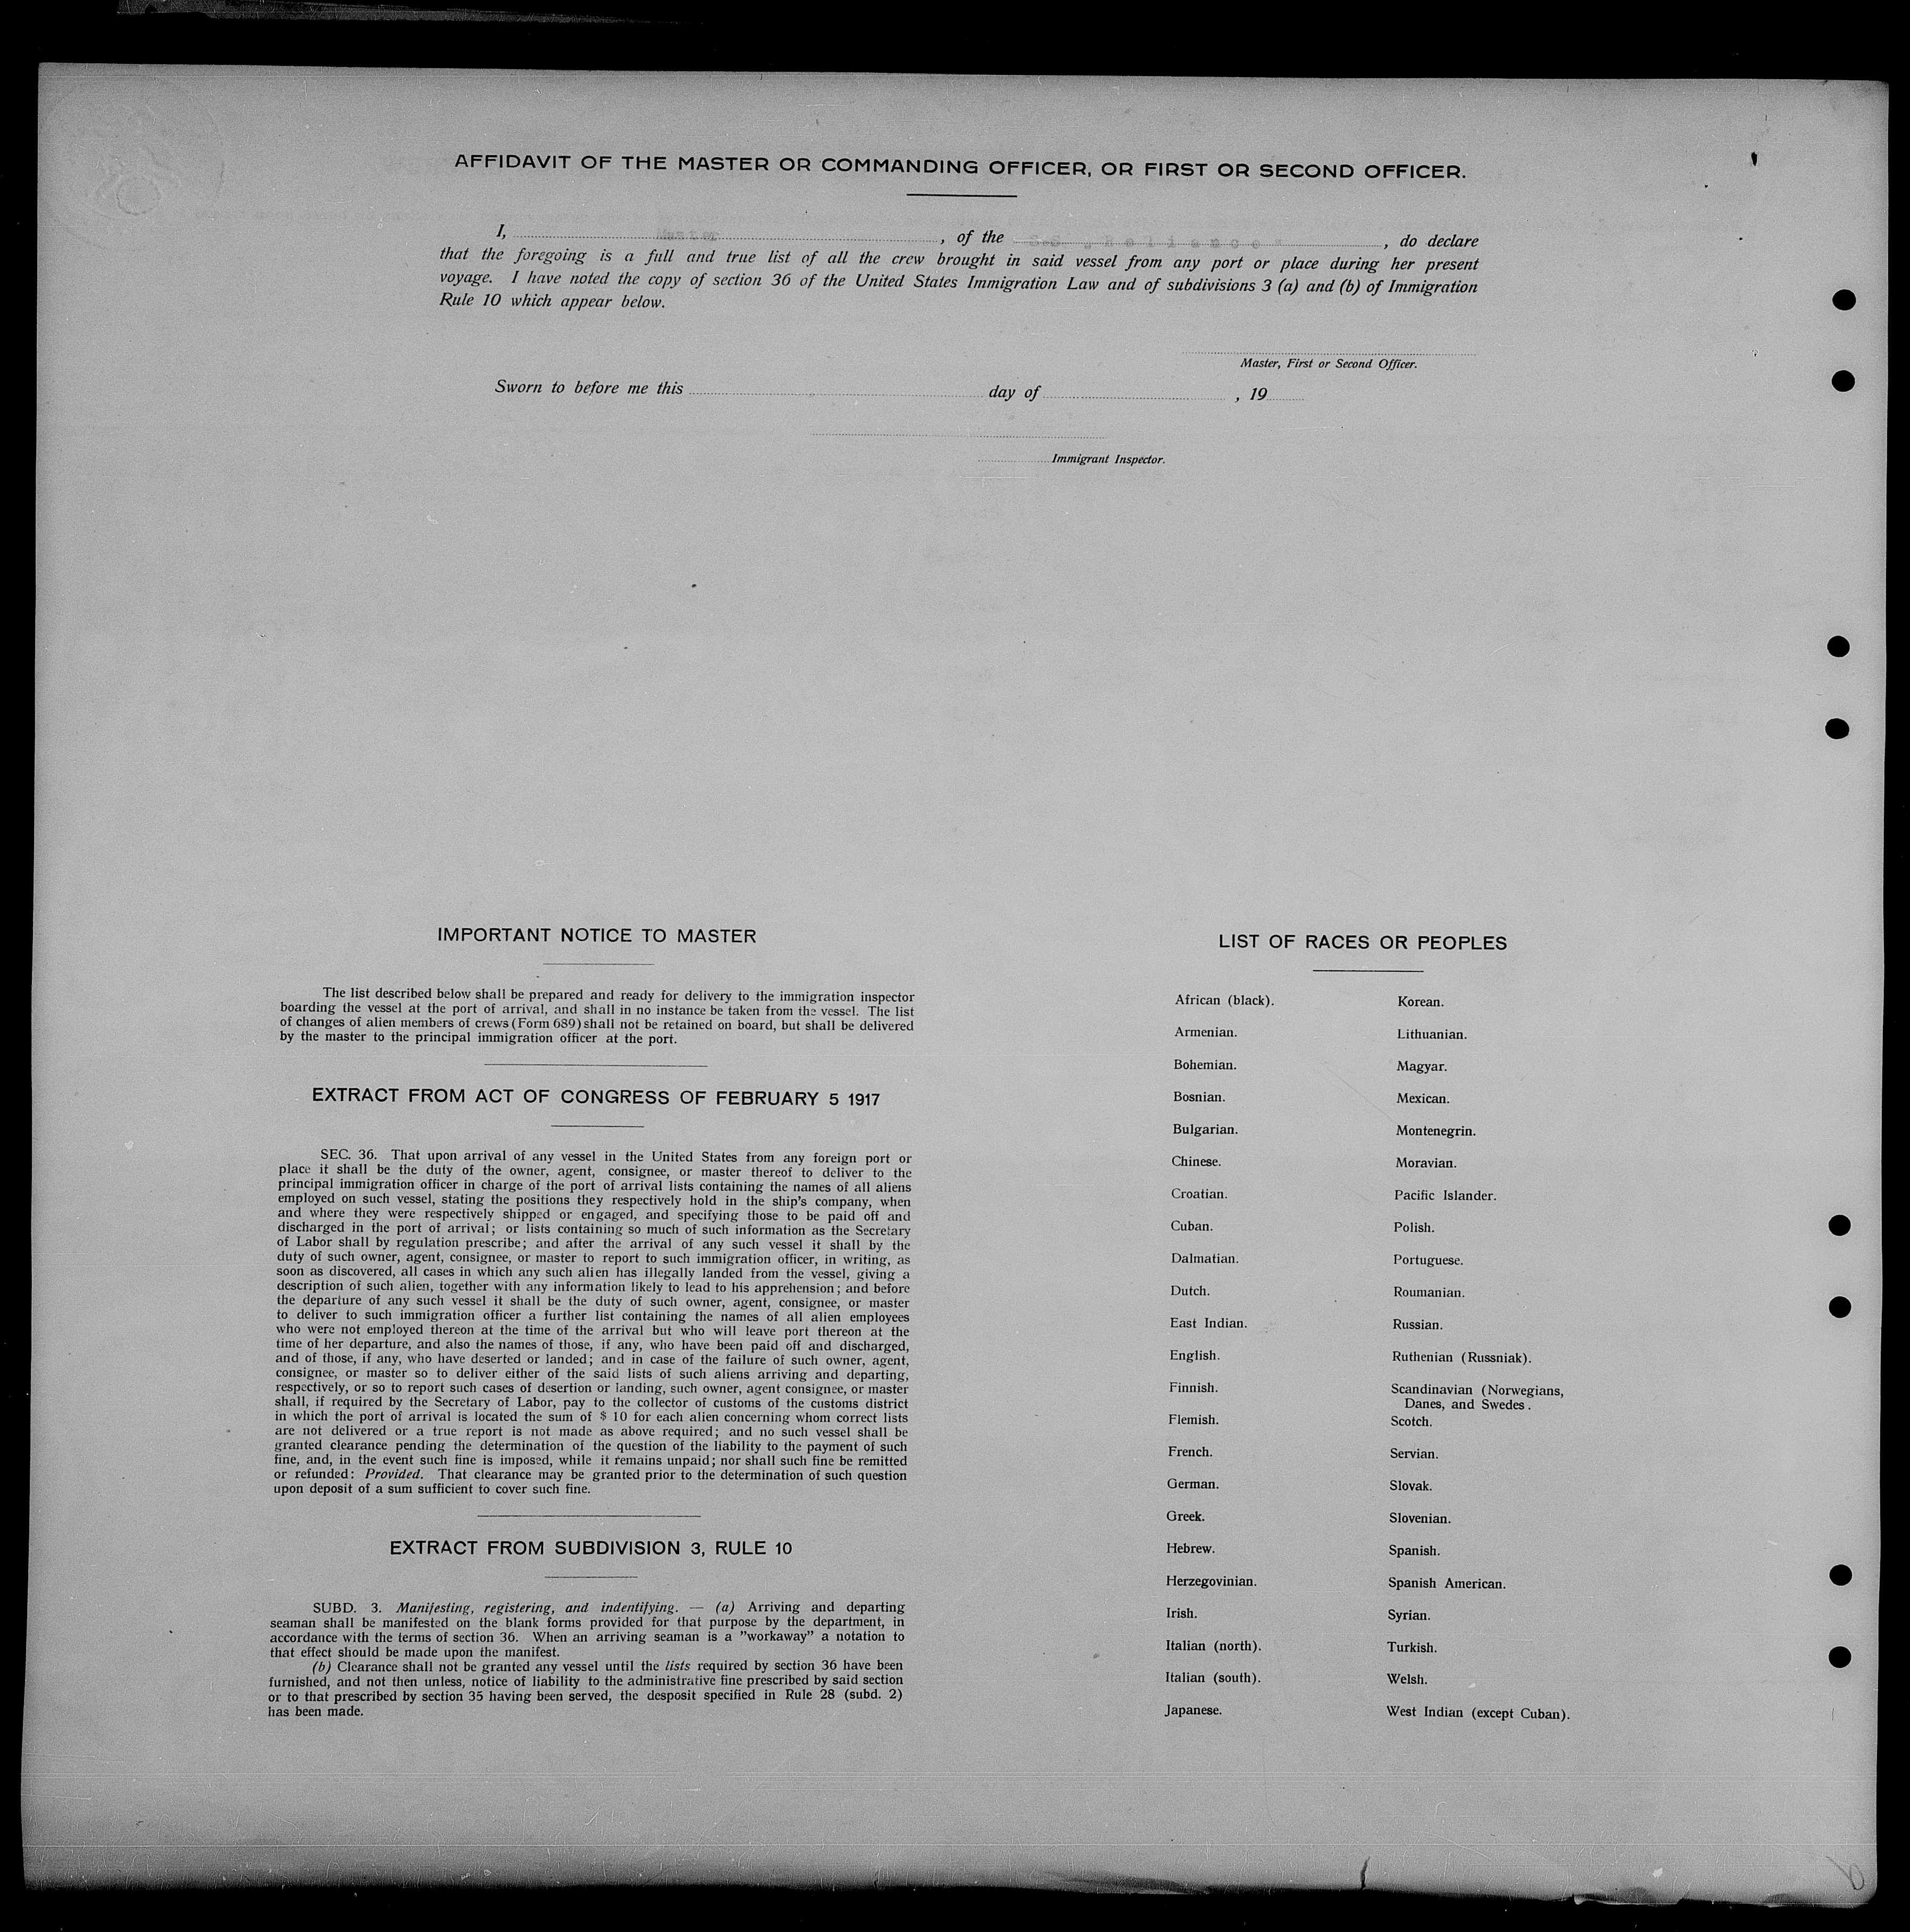 AFFIDAVIT OF THE MASTER OR COMMANDING OFFICER, OR FIRST OR SECOND OFFICER.
I, Master, of the S.S. „Reliance", do declare
that the foregoing is a full and true list of all the crew brought in said vessel from any port or place during her present
voyage. I have noted the copy of section 36 of the United States Immigration Law and of subdivisions 3 (a) and (b) of Immigration
Rule 10 which appear below.
Master, First or Second Officer.
Sworn to before me this day of , 19
Immigrant Inspector.
IMPORTANT NOTICE TO MASTER
The list described below shall be prepared and ready for delivery to the immigration inspector
boarding the vessel at the port of arrival, and shall in no instance be taken from the vessel. The list
of changes of alien members of crews (Form 689) shall not be retained on board, but shall be delivered
by the master to the principal immigration officer at the port.
EXTRACT FROM ACT OF CONGRESS OF FEBRUARY 5 1917
SEC. 36. That upon arrival of any vessel in the United States from any foreign port or
place it shall be the duty of the owner, agent, consignee, or master thereof to deliver to the
principal immigration officer in charge of the port of arrival lists containing the names of all aliens
employed on such vessel, stating the positions they respectively hold in the ship's company, when
and where they were respectively shipped or engaged, and specifying those to be paid off and
discharged in the port of arrival; or lists containing so much of such information as the Secretary
of Labor shall by regulation prescribe; and after the arrival of any such vessel it shall by the
duty of such owner, agent, consignee, or master to report to such immigration officer, in writing, as
soon as discovered, all cases in which any such alien has illegally landed from the vessel, giving a
description of such alien, together with any information likely to lead to his apprehension; and before
the departure of any such vessel it shall be the duty of such owner, agent, consignee, or master
to deliver to such immigration officer a further list containing the names of all alien employees
who were not employed thereon at the time of the arrival but who will leave port thereon at the
time of her departure, and also the names of those, if any, who have been paid off and discharged,
and of those, if any, who have deserted or landed; and in case of the failure of such owner, agent,
consignee, or master so to deliver either of the said lists of such aliens arriving and departing,
respectively, or so to report such cases of desertion or landing, such owner, agent consignee, or master
shall, if required by the Secretary of Labor, pay to the collector of customs of the customs district
in which the port of arrival is located the sum of $ 10 for each alien concerning whom correct lists
are not delivered or a true report is not made as above required; and no such vessel shall be
granted clearance pending the determination of the question of the liability to the payment of such
fine, and, in the event such fine is imposed, while it remains unpaid; nor shall such fine be remitted
or refunded: Provided. That clearance may be granted prior to the determination of such question
upon deposit of a sum sufficient to cover such fine.
EXTRACT FROM SUBDIVISION 3, RULE 10
SUBD. 3. Manifesting, registering, and indentifying. — (a) Arriving and departing
seaman shall be manifested on the blank forms provided for that purpose by the department, in
accordance with the terms of section 36. When an arriving seaman is a "workaway" a notation to
that effect should be made upon the manifest.
(b) Clearance shall not be granted any vessel until the lists required by section 36 have been
furnished, and not then unless, notice of liability to the administrative fine prescribed by said section
or to that prescribed by section 35 having been served, the desposit specified in Rule 28 (subd. 2)
has been made.
LIST OF RACES OR PEOPLES
African (black).
Armenian.
Bohemian.
Bosnian.
Bulgarian.
Chinese.
Croatian.
Cuban.
Dalmatian.
Dutch.
East Indian.
English.
Finnish.
Flemish.
French.
German.
Greek.
Hebrew.
Herzegovinian.
Irish.
Italian (north).
Italian (south).
Japanese.
Korean.
Lithuanian.
Magyar.
Mexican.
Montenegrin.
Moravian.
Pacific Islander.
Polish.
Portuguese.
Roumanian.
Russian.
Ruthenian (Russniak).
Scandinavian (Norwegians,
Danes, and Swedes.
Scotch.
Servian.
Slovak.
Slovenian.
Spanish.
Spanish American.
Syrian.
Turkish.
Welsh.
West Indian (except Cuban).